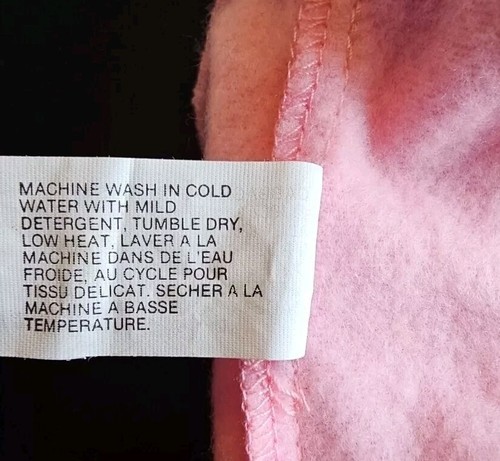 MACHINE WASH IN COLD
WATER WITH MILD
DETERGENT, TUMBLE DRY,
LOW HEAT, LAVER A LA
MACHINE DANS DE L'EAU
FROIDE, AU CYCLE POUR
TISSU DELICAT. SECHER A LA
MACHINE A BASSE
TEMPERATURE.